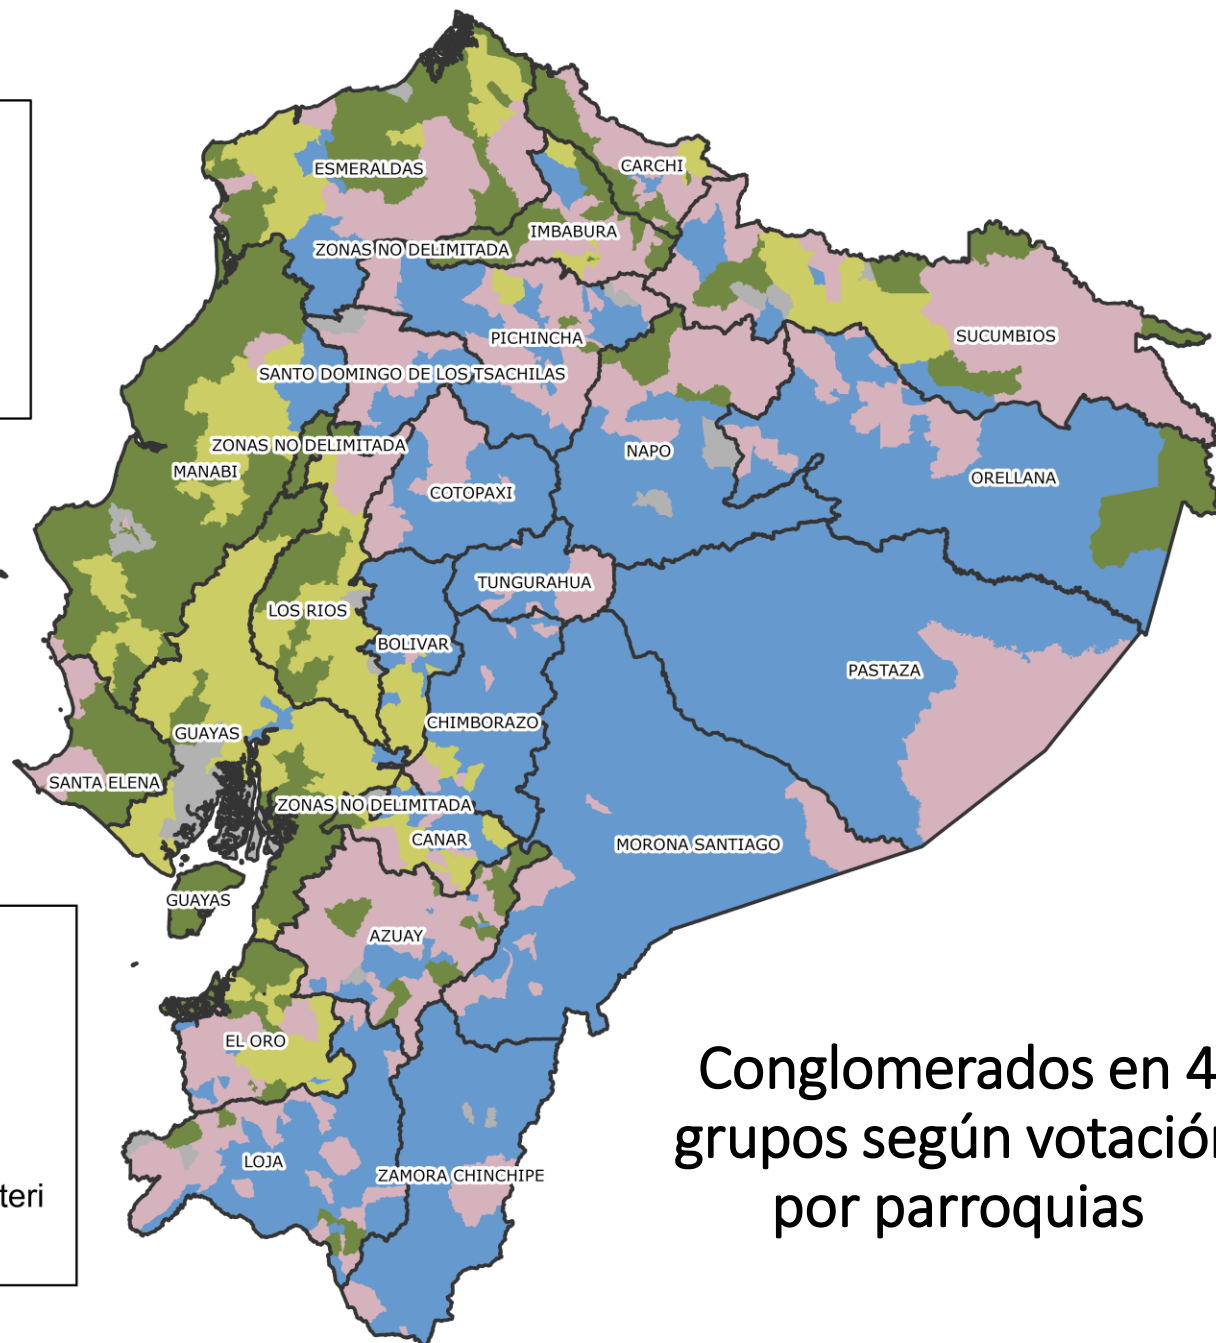 ESMERALDAS
CARCHI
IMBABURA
ZONAS NO DELIMITADA
SUCUMBIOS
PICHINCHA
SANTO DOMINGO DE LOS TSACHILAS
ZONAS NO DELIMITADA
NAPO
MANABI
ORELLANA
COTOPAXI
TUNGURAHUA
LOS RIOS
BOLIVAR
PASTAZA
CHIMBORAZO
GUAYAS
SANTA ELENA
ZONAS NO DELIMITADA
CANAR
MORONA SANTIAGO
GUAYAS
AZUAY
EL ORO
Conglomerados en 4
grupos según votación
por parroquias
LOJA
ZAMORA CHINCHIPE
teri